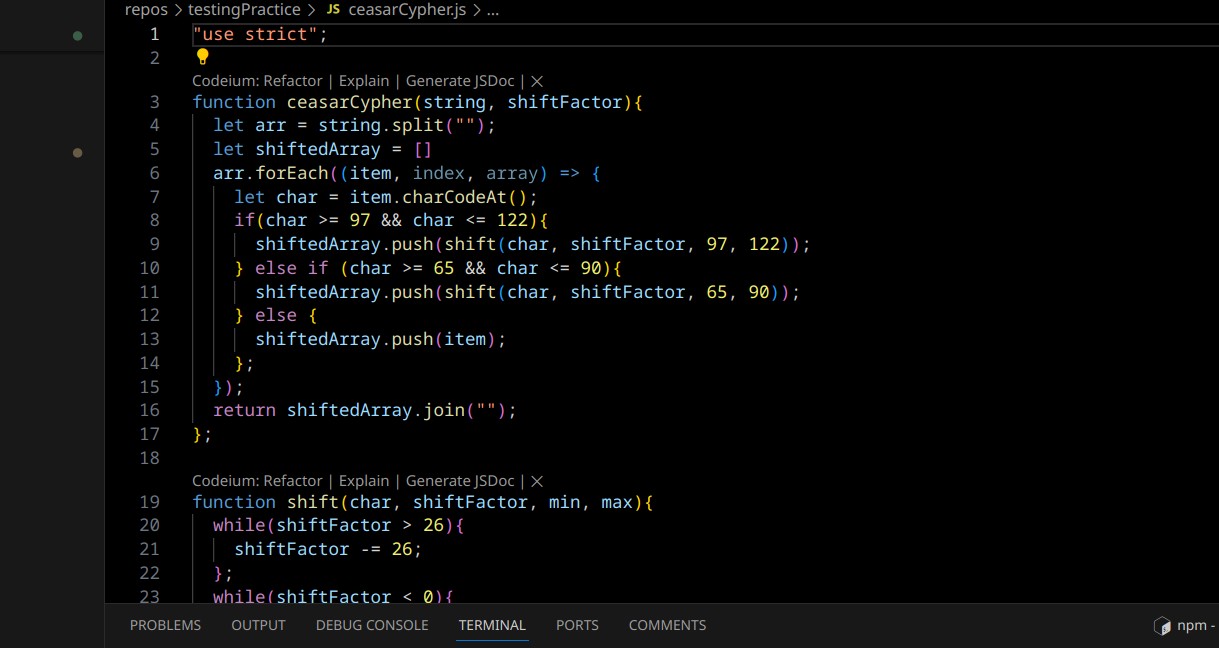 repos > testingPractice > JS ceasarCypher.js > ...
1 "use strict";
2
Codeium: Refactor | Explain | Generate JSDoc | ×
3 function ceasarCypher(string, shiftFactor){
4 let arr = string.split("");
5 let shiftedArray = []
6 arr.forEach((item, index, array) => {
7 let char = item.charCodeAt();
8 if(char >= 97 && char <= 122){
9 shiftedArray.push(shift(char, shiftFactor, 97, 122));
10 } else if (char >= 65 && char <= 90){
11 shiftedArray.push(shift(char, shiftFactor, 65, 90));
12 } else {
13 shiftedArray.push(item);
14 };
15 });
16 return shiftedArray.join("");
17 };
18
Codeium: Refactor | Explain | Generate JSDoc | ×
19 function shift(char, shiftFactor, min, max){
20 while(shiftFactor > 26){
21 shiftFactor -= 26;
22 };
23 while(shiftFactor < 0){
PROBLEMS OUTPUT DEBUG CONSOLE TERMINAL PORTS COMMENTS npm -